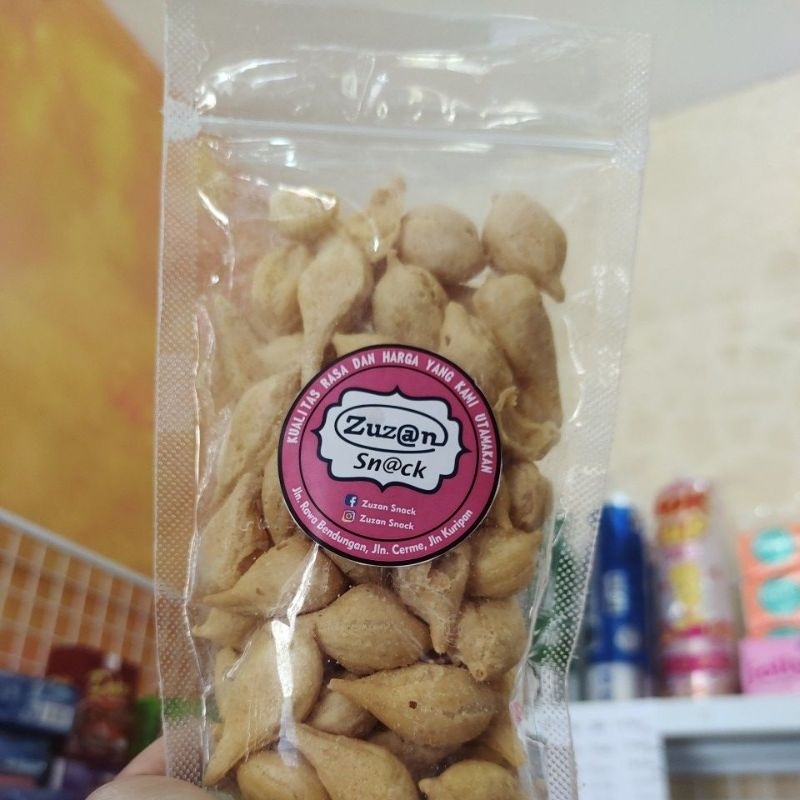 KUALITAS RASA DAN HARGA YANG KAMI UTAMAKAN
Zuz@n
Sn@ck
Zuzan Snack
Zuzan Snack
Jln. Rawa Bendungan, Jln. Cerme, Jln Kuripan